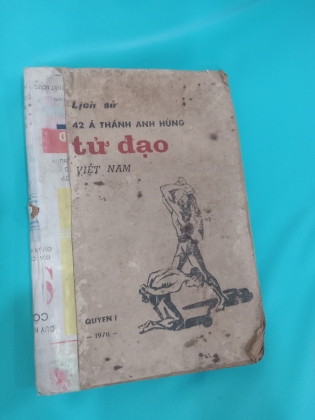 Lịch sử
42 Á THÁNH ANH HÙNG
tử đạo
VIỆT NAM
QUYỂN I
— 1970 —